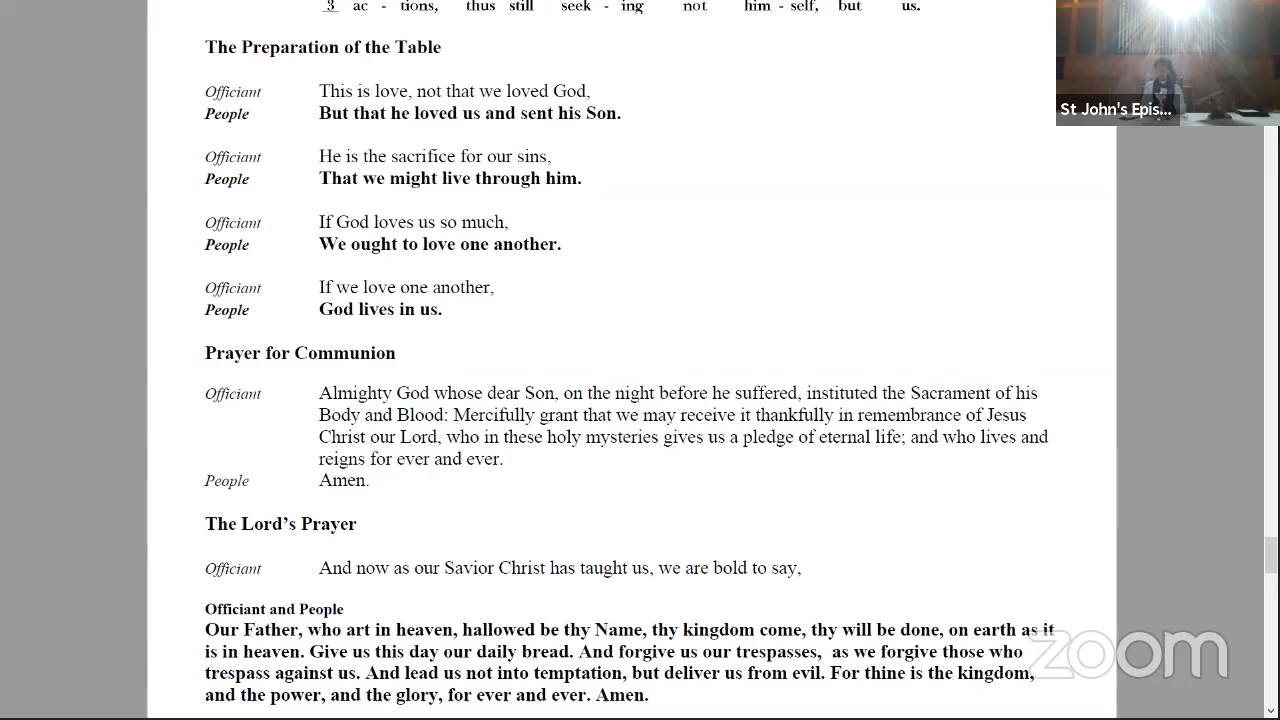 3 ac - tions, thus still seek - ing not him - self, but us.
The Preparation of the Table
Officiant This is love, not that we loved God,
People But that he loved us and sent his Son.
Officiant He is the sacrifice for our sins,
People That we might live through him.
Officiant If God loves us so much,
People We ought to love one another.
Officiant If we love one another,
People God lives in us.
Prayer for Communion
Officiant Almighty God whose dear Son, on the night before he suffered, instituted the Sacrament of his
Body and Blood: Mercifully grant that we may receive it thankfully in remembrance of Jesus
Christ our Lord, who in these holy mysteries gives us a pledge of eternal life; and who lives and
reigns for ever and ever.
People Amen.
The Lord's Prayer
Officiant And now as our Savior Christ has taught us, we are bold to say,
Officiant and People
Our Father, who art in heaven, hallowed be thy Name, thy kingdom come, thy will be done, on earth as it
is in heaven. Give us this day our daily bread. And forgive us our trespasses, as we forgive those who
trespass against us. And lead us not into temptation, but deliver us from evil. For thine is the kingdom,
and the power, and the glory, for ever and ever. Amen.
St John's Epis...
zoom